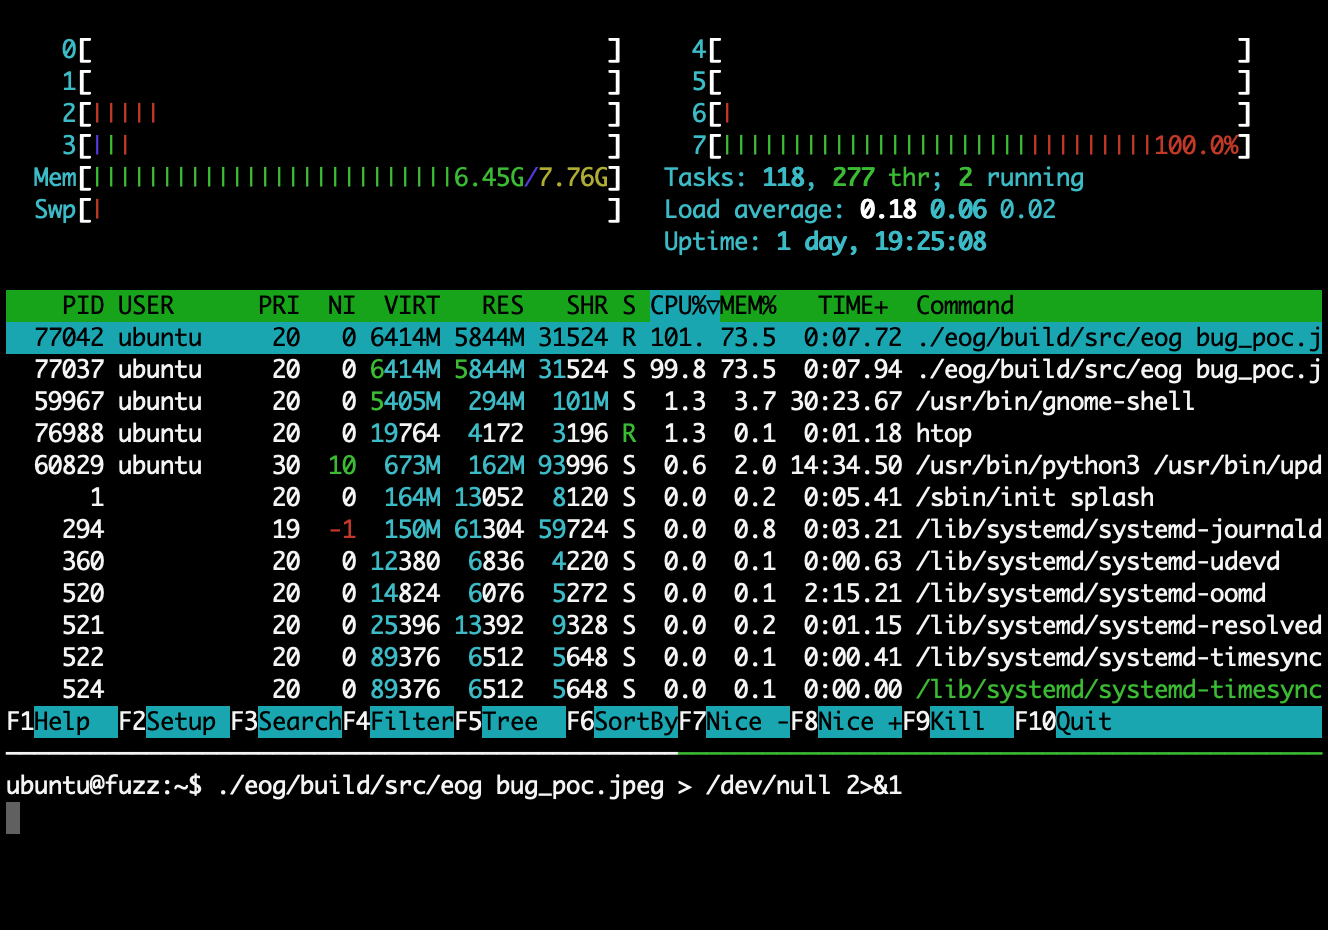 0[ ] 4[ ]
1[ ] 5[ ]
2[||||| ] 6[| ]
3[||| ] 7[|||||||||||||||||||||||||||||||100.0%]
Mem[||||||||||||||||||||||||||6.45G/7.76G] Tasks: 118, 277 thr; 2 running
Swp[| ] Load average: 0.18 0.06 0.02
Uptime: 1 day, 19:25:08
PID USER PRI NI VIRT RES SHR S CPU%▽MEM% TIME+ Command
77042 ubuntu 20 0 6414M 5844M 31524 R 101. 73.5 0:07.72 ./eog/build/src/eog bug_poc.j
77037 ubuntu 20 0 6414M 5844M 31524 S 99.8 73.5 0:07.94 ./eog/build/src/eog bug_poc.j
59967 ubuntu 20 0 5405M 294M 101M S 1.3 3.7 30:23.67 /usr/bin/gnome-shell
76988 ubuntu 20 0 19764 4172 3196 R 1.3 0.1 0:01.18 htop
60829 ubuntu 30 10 673M 162M 93996 S 0.6 2.0 14:34.50 /usr/bin/python3 /usr/bin/upd
1 20 0 164M 13052 8120 S 0.0 0.2 0:05.41 /sbin/init splash
294 19 -1 150M 61304 59724 S 0.0 0.8 0:03.21 /lib/systemd/systemd-journald
360 20 0 12380 6836 4220 S 0.0 0.1 0:00.63 /lib/systemd/systemd-udevd
520 20 0 14824 6076 5272 S 0.0 0.1 2:15.21 /lib/systemd/systemd-oomd
521 20 0 25396 13392 9328 S 0.0 0.2 0:01.15 /lib/systemd/systemd-resolved
522 20 0 89376 6512 5648 S 0.0 0.1 0:00.41 /lib/systemd/systemd-timesync
524 20 0 89376 6512 5648 S 0.0 0.1 0:00.00 /lib/systemd/systemd-timesync
F1Help F2Setup F3SearchF4FilterF5Tree F6SortByF7Nice -F8Nice +F9Kill F10Quit
ubuntu@fuzz:~$ ./eog/build/src/eog bug_poc.jpeg > /dev/null 2>&1